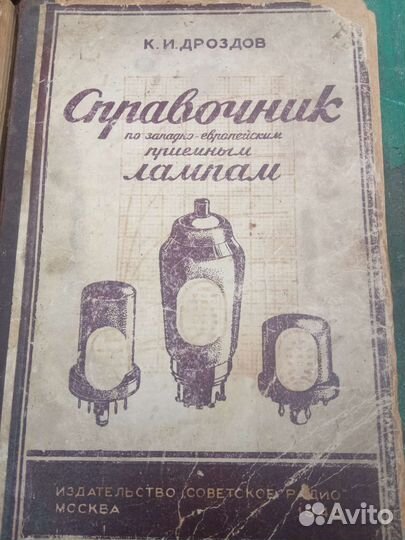 К.И.ДРОЗДОВ
Справочник
по западно-европейским
приемным
лампам
ИЗДАТЕЛЬСТВО „СОВЕТСКОЕ РАДИО"
МОСКВА
Avito